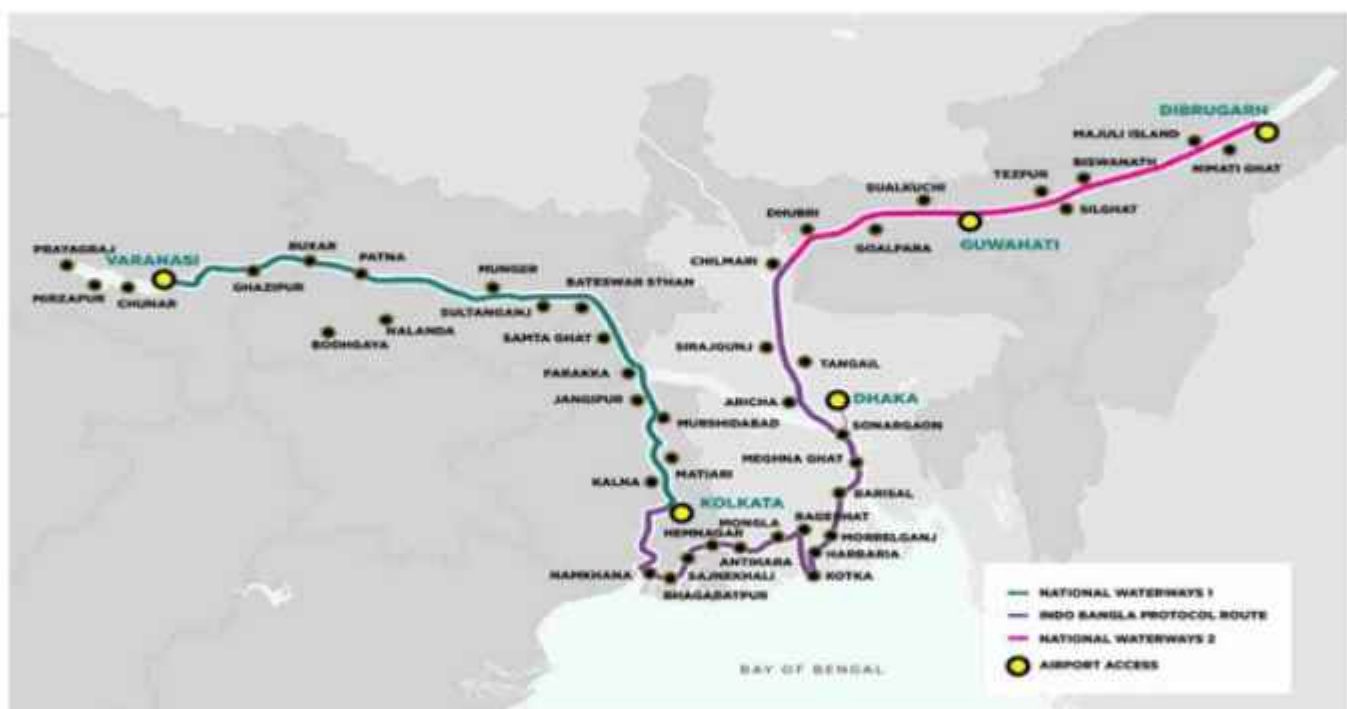 DIBRUGARN
MAJULI ISLAND
NIMATI GHAT
BISWANATH
TEZPUR
SILGHAT
SUALKUCHI
GUWAHATI
DHUBRI
GOALPARA
CHILMARI
PRAYAGRAJ
VARANASI
MIRZAPUR
CHUNAR
BUXAR
GHAZIPUR
PATNA
MUNGER
BATESWAR STHAN
SULTANGANJ
NALANDA
BODHGAYA
SAMTA GHAT
SIRAJGUNJ
TANGAIL
FARAKKA
JANGIPUR
ARICHA
DHAKA
MURSHIDABAD
SONARGAON
MATIARI
MEGHNA GHAT
KALNA
BARISAL
KOLKATA
MONGLA
BAGERHAT
HEMNAGAR
MORRELGANJ
ANTIHARA
HARBARIA
NAMKHANA
SAJNEKHALI
KOTKA
BHAGABATPUR
BAY OF BENGAL
NATIONAL WATERWAYS 1
INDO BANGLA PROTOCOL ROUTE
NATIONAL WATERWAYS 2
AIRPORT ACCESS